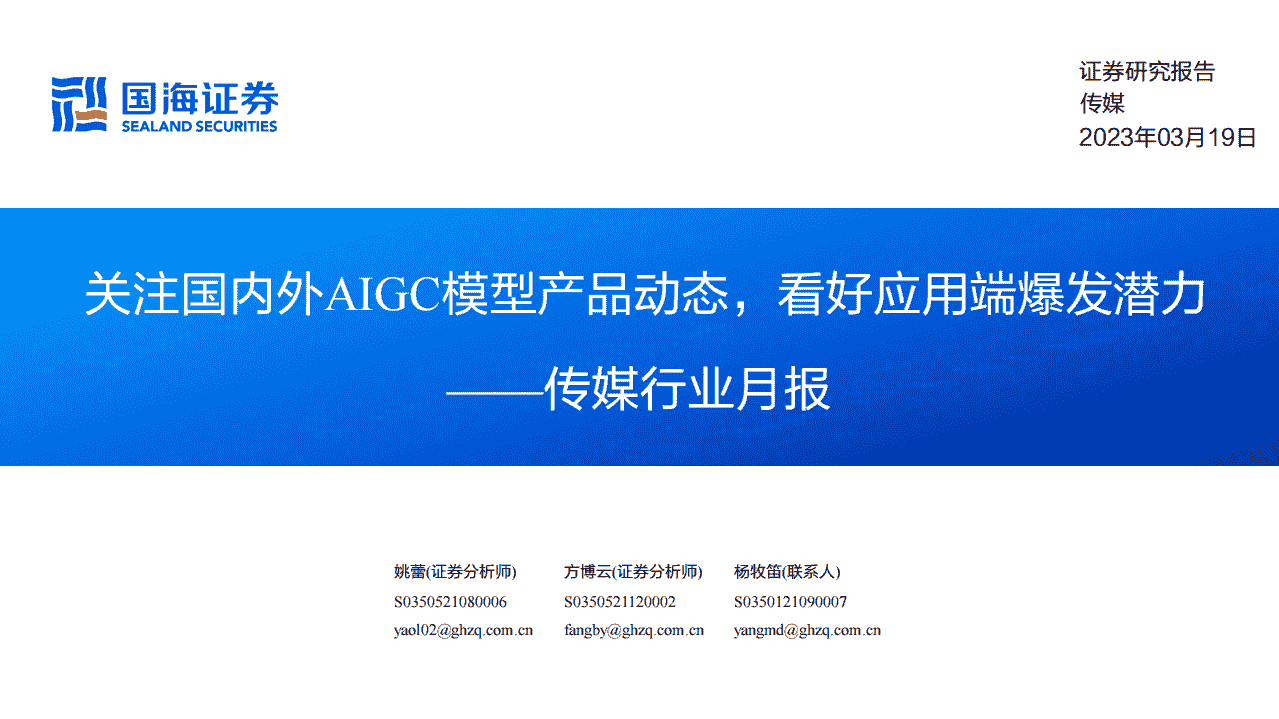 国海证券
SEALAND SECURITIES
证券研究报告
传媒
2023年03月19日
关注国内外AIGC模型产品动态，看好应用端爆发潜力
——传媒行业月报
姚蕾(证券分析师)
S0350521080006
yaol02@ghzq.com.cn
方博云(证券分析师)
S0350521120002
fangby@ghzq.com.cn
杨牧笛(联系人)
S0350121090007
yangmd@ghzq.com.cn